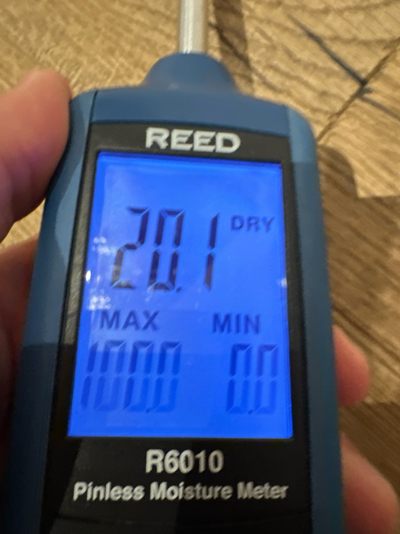 REED
20.1 DRY
MAX MIN
100.0 0.0
R6010
Pinless Moisture Meter